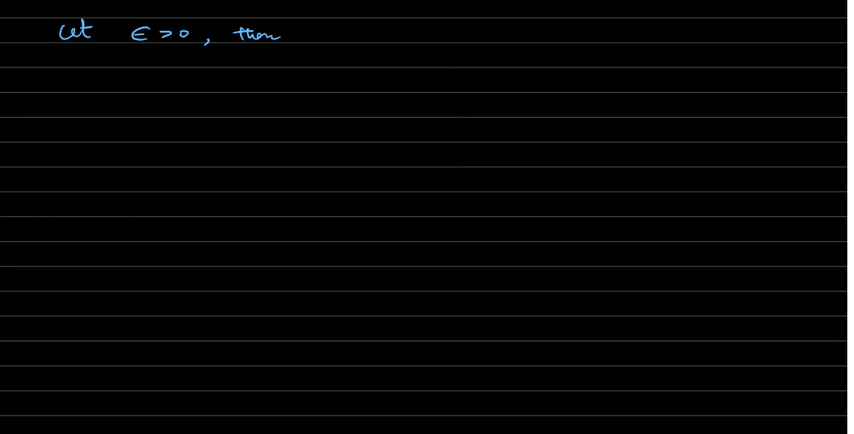 Let ϵ > 0, then